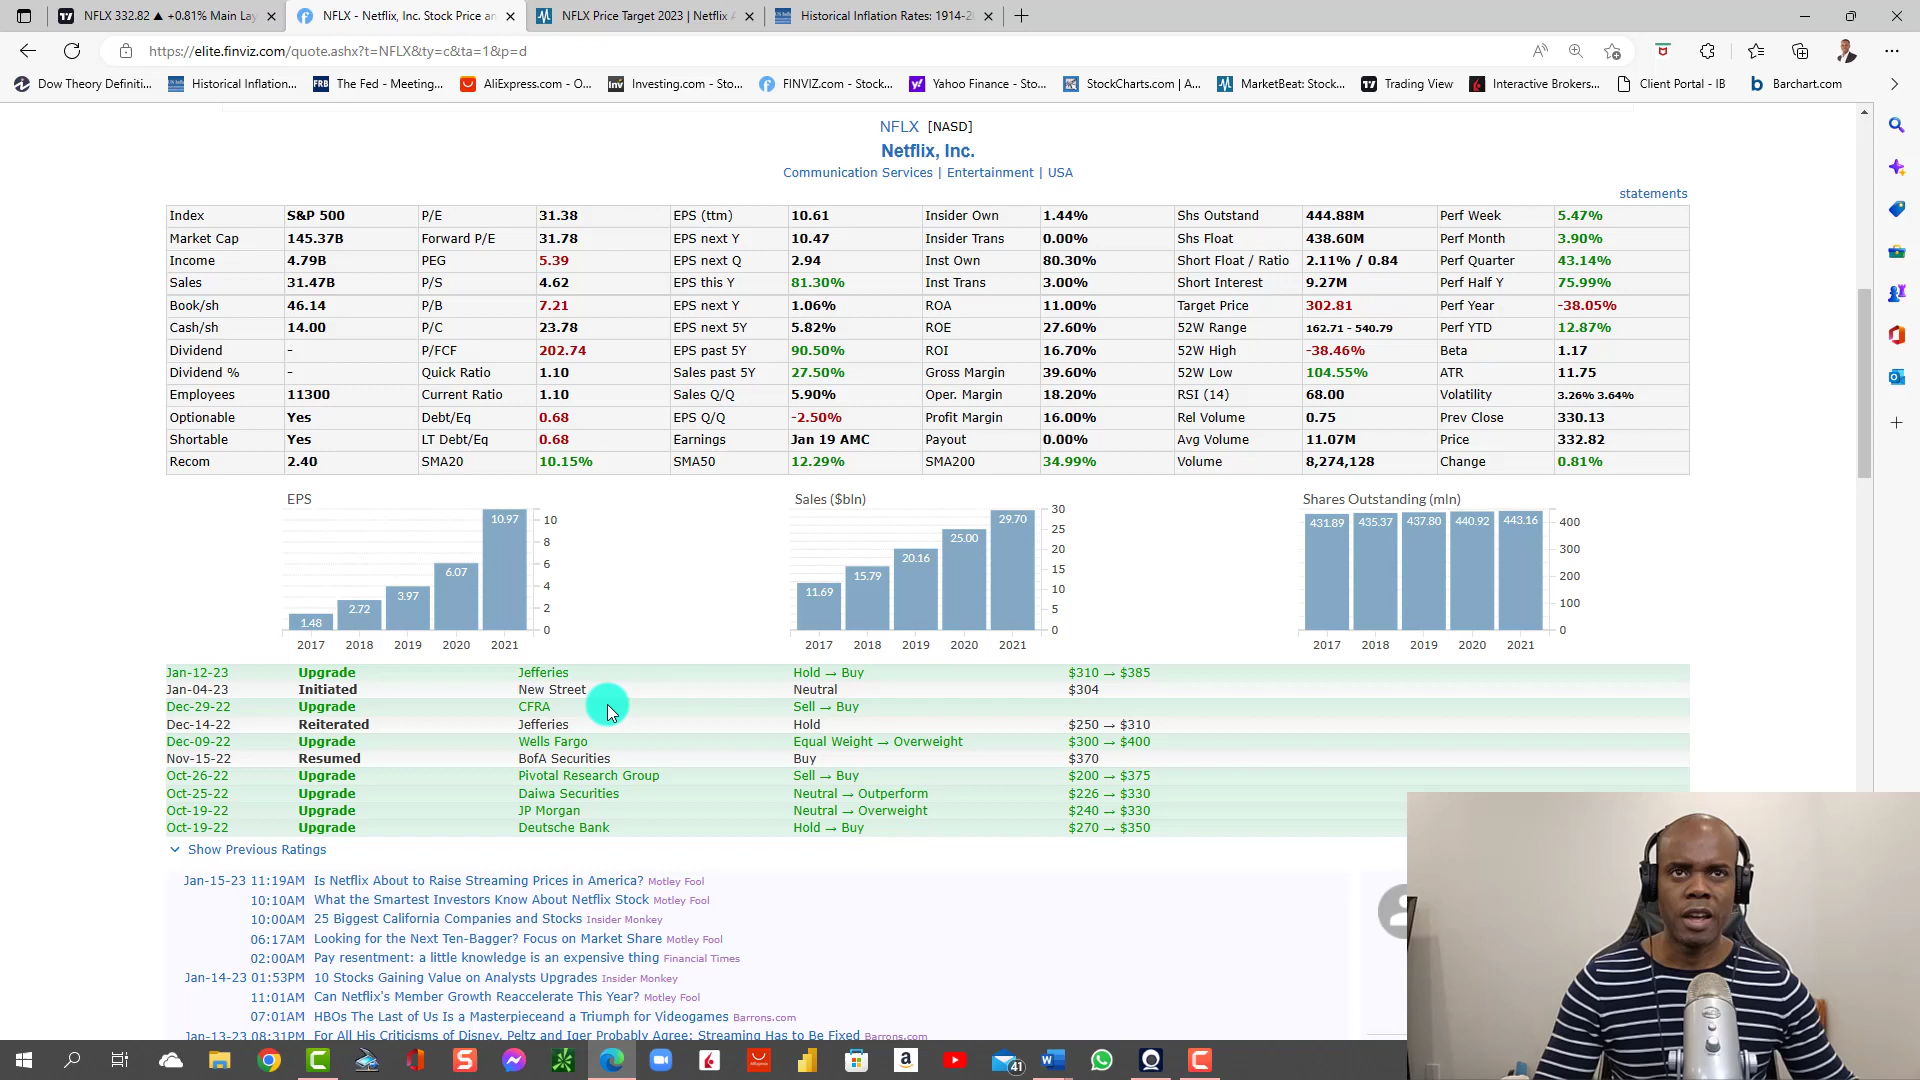 NFLX 332.82 ▲ +0.81% Main La
NFLX - Netflix, Inc. Stock Price an
NFLX Price Target 2023 | Netflix
Historical Inflation Rates: 1914-2
https://elite.finviz.com/quote.ashx?t=NFLX&ty=c&ta=1&p=d
Dow Theory Definiti... Historical Inflation... The Fed - Meeting... AliExpress.com - O... Investing.com - Sto... FINVIZ.com - Stock... Yahoo Finance - Sto... StockCharts.com | A... MarketBeat: Stock... Trading View Interactive Brokers... Client Portal - IB Barchart.com
NFLX [NASD]
Netflix, Inc.
Communication Services | Entertainment | USA
statements
Index S&P 500 P/E 31.38 EPS (ttm) 10.61 Insider Own 1.44% Shs Outstand 444.88M Perf Week 5.47%
Market Cap 145.37B Forward P/E 31.78 EPS next Y 10.47 Insider Trans 0.00% Shs Float 438.60M Perf Month 3.90%
Income 4.79B PEG 5.39 EPS next Q 2.94 Inst Own 80.30% Short Float / Ratio 2.11% / 0.84 Perf Quarter 43.14%
Sales 31.47B P/S 4.62 EPS this Y 81.30% Inst Trans 3.00% Short Interest 9.27M Perf Half Y 75.99%
Book/sh 46.14 P/B 7.21 EPS next Y 1.06% ROA 11.00% Target Price 302.81 Perf Year -38.05%
Cash/sh 14.00 P/C 23.78 EPS next 5Y 5.82% ROE 27.60% 52W Range 162.71 - 540.79 Perf YTD 12.87%
Dividend - P/FCF 202.74 EPS past 5Y 90.50% ROI 16.70% 52W High -38.46% Beta 1.17
Dividend % - Quick Ratio 1.10 Sales past 5Y 27.50% Gross Margin 39.60% 52W Low 104.55% ATR 11.75
Employees 11300 Current Ratio 1.10 Sales Q/Q 5.90% Oper. Margin 18.20% RSI (14) 68.00 Volatility 3.26% 3.64%
Optionable Yes Debt/Eq 0.68 EPS Q/Q -2.50% Profit Margin 16.00% Rel Volume 0.75 Prev Close 330.13
Shortable Yes LT Debt/Eq 0.68 Earnings Jan 19 AMC Payout 0.00% Avg Volume 11.07M Price 332.82
Recom 2.40 SMA20 10.15% SMA50 12.29% SMA200 34.99% Volume 8,274,128 Change 0.81%
EPS
1.48 2.72 3.97 6.07 10.97
10
8
6
4
2
0
2017 2018 2019 2020 2021
Sales ($bln)
11.69 15.79 20.16 25.00 29.70
30
25
20
15
10
5
0
2017 2018 2019 2020 2021
Shares Outstanding (mln)
431.89 435.37 437.80 440.92 443.16
400
300
200
100
0
2017 2018 2019 2020 2021
Jan-12-23 Upgrade Jefferies Hold → Buy $310 → $385
Jan-04-23 Initiated New Street Neutral $304
Dec-29-22 Upgrade CFRA Sell → Buy
Dec-14-22 Reiterated Jefferies Hold $250 → $310
Dec-09-22 Upgrade Wells Fargo Equal Weight → Overweight $300 → $400
Nov-15-22 Resumed BofA Securities Buy $370
Oct-26-22 Upgrade Pivotal Research Group Sell → Buy $200 → $375
Oct-25-22 Upgrade Daiwa Securities Neutral → Outperform $226 → $330
Oct-19-22 Upgrade JP Morgan Neutral → Overweight $240 → $330
Oct-19-22 Upgrade Deutsche Bank Hold → Buy $270 → $350
Show Previous Ratings
Jan-15-23 11:19AM Is Netflix About to Raise Streaming Prices in America? Motley Fool
10:10AM What the Smartest Investors Know About Netflix Stock Motley Fool
10:00AM 25 Biggest California Companies and Stocks Insider Monkey
06:17AM Looking for the Next Ten-Bagger? Focus on Market Share Motley Fool
02:00AM Pay resentment: a little knowledge is an expensive thing Financial Times
Jan-14-23 01:53PM 10 Stocks Gaining Value on Analysts Upgrades Insider Monkey
11:01AM Can Netflix's Member Growth Reaccelerate This Year? Motley Fool
07:01AM HBOs The Last of Us Is a Masterpieceand a Triumph for Videogames Barrons.com
Jan-13-23 08:31PM For All His Criticisms of Disney, Peltz and Iger Probably Agree: Streaming Has to Be Fixed Barrons.com
41